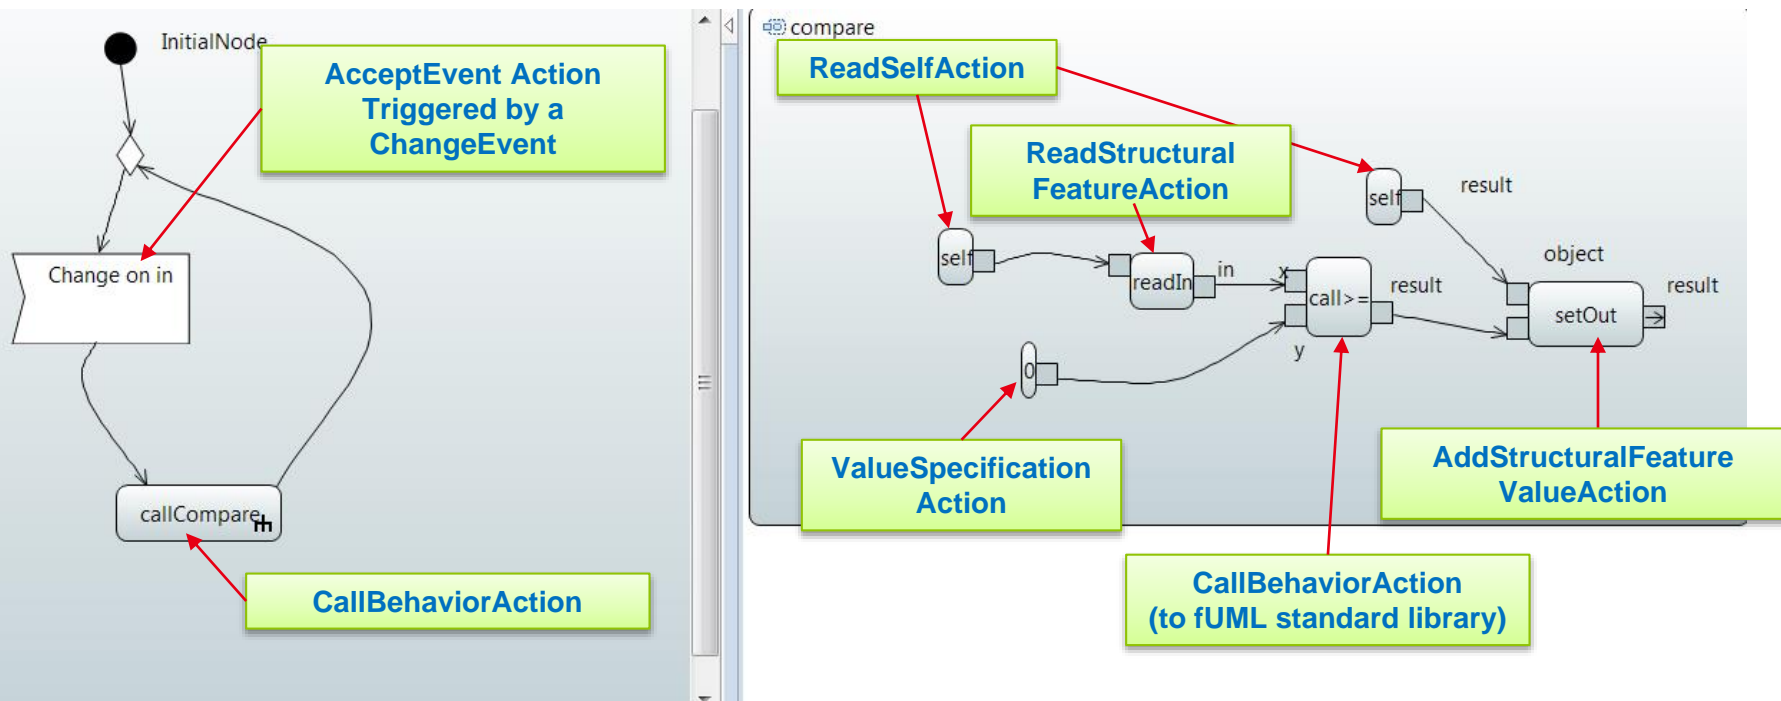 InitialNode
AcceptEvent Action
Triggered by a
ChangeEvent
Change on in
callCompare
CallBehaviorAction
compare
ReadSelfAction
ReadStructural
FeatureAction
self
result
self
readIn
in
x
call>=
result
object
setOut
result
0
y
ValueSpecification
Action
AddStructuralFeature
ValueAction
CallBehaviorAction
(to fUML standard library)